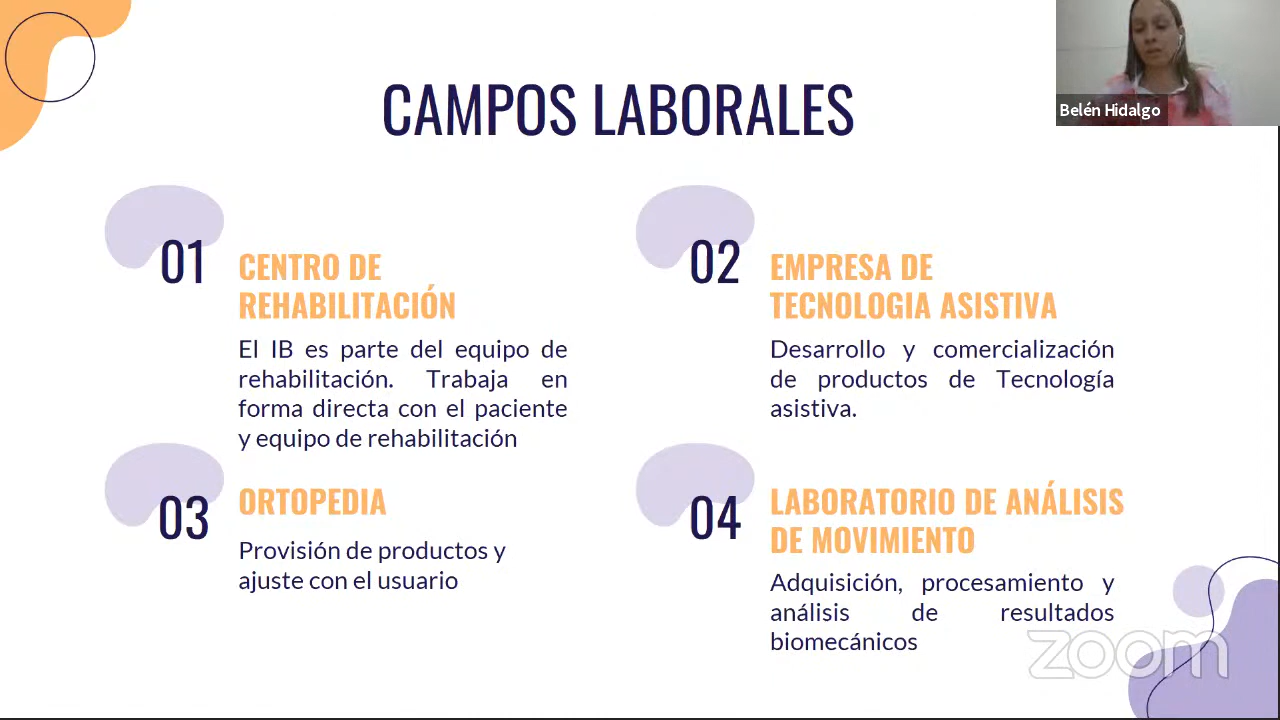 CAMPOS LABORALES
Belén Hidalgo
01
CENTRO DE
REHABILITACIÓN
El IB es parte del equipo de
rehabilitación. Trabaja en
forma directa con el paciente
y equipo de rehabilitación
02
EMPRESA DE
TECNOLOGIA ASISTIVA
Desarrollo y comercialización
de productos de Tecnología
asistiva.
03
ORTOPEDIA
Provisión de productos y
ajuste con el usuario
04
LABORATORIO DE ANÁLISIS
DE MOVIMIENTO
Adquisición, procesamiento y
análisis de resultados
biomecánicos
zoom